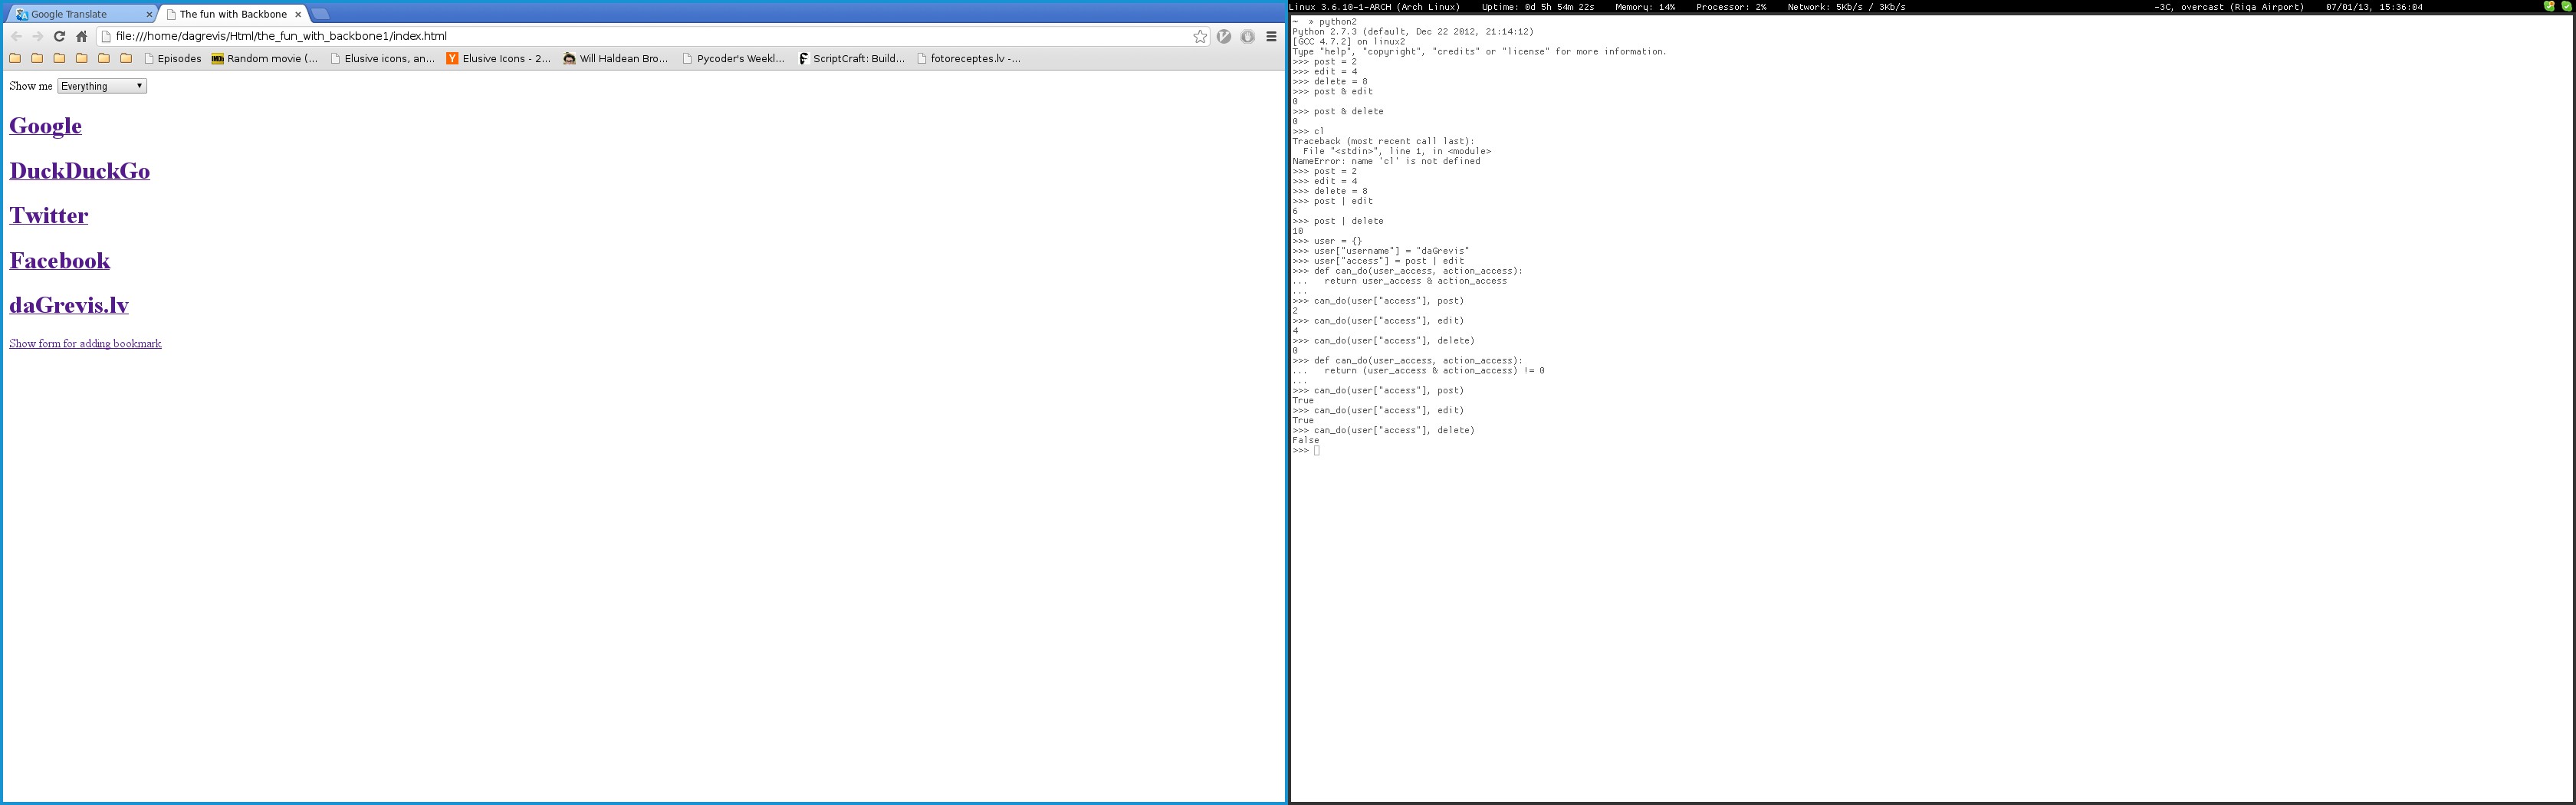 Google Translate
The fun with Backbone
file:///home/dagrevis/Html/the_fun_with_backbone1/index.html
Episodes Random movie (... Elusive icons, an... Elusive Icons - 2... Will Haldean Bro... Pycoder's Weekl... ScriptCraft: Build... fotoreceptes.lv -...
Show me Everything
Google
DuckDuckGo
Twitter
Facebook
daGrevis.lv
Show form for adding bookmark
Linux 3.6.10-1-ARCH (Arch Linux) Uptime: 0d 5h 54m 22s Memory: 14% Processor: 2% Network: 5Kb/s / 3Kb/s -3C, overcast (Riga Airport) 07/01/13, 15:36:04
~ » python2
Python 2.7.3 (default, Dec 22 2012, 21:14:12)
[GCC 4.7.2] on linux2
Type "help", "copyright", "credits" or "license" for more information.
>>> post = 2
>>> edit = 4
>>> delete = 8
>>> post & edit
0
>>> post & delete
0
>>> cl
Traceback (most recent call last):
  File "<stdin>", line 1, in <module>
NameError: name 'cl' is not defined
>>> post = 2
>>> edit = 4
>>> delete = 8
>>> post | edit
6
>>> post | delete
10
>>> user = {}
>>> user["username"] = "daGrevis"
>>> user["access"] = post | edit
>>> def can_do(user_access, action_access):
...   return user_access & action_access
...
>>> can_do(user["access"], post)
2
>>> can_do(user["access"], edit)
4
>>> can_do(user["access"], delete)
0
>>> def can_do(user_access, action_access):
...   return (user_access & action_access) != 0
...
>>> can_do(user["access"], post)
True
>>> can_do(user["access"], edit)
True
>>> can_do(user["access"], delete)
False
>>>